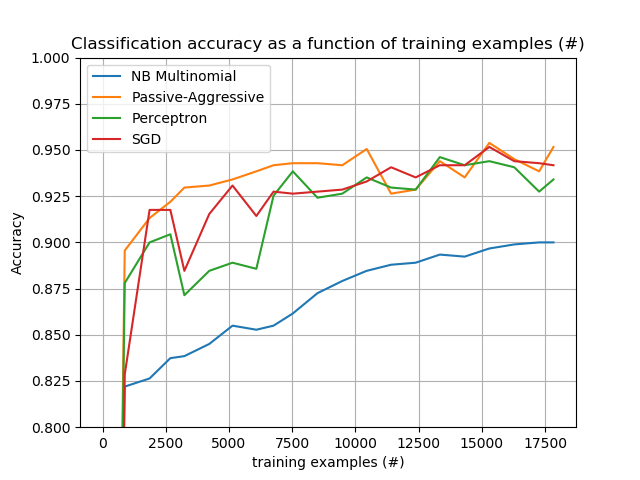 Classification accuracy as a function of training examples (#)
1.000
0.975
0.950
0.925
0.900
0.875
0.850
0.825
0.800
Accuracy
NB Multinomial
Passive-Aggressive
Perceptron
SGD
0 2500 5000 7500 10000 12500 15000 17500
training examples (#)